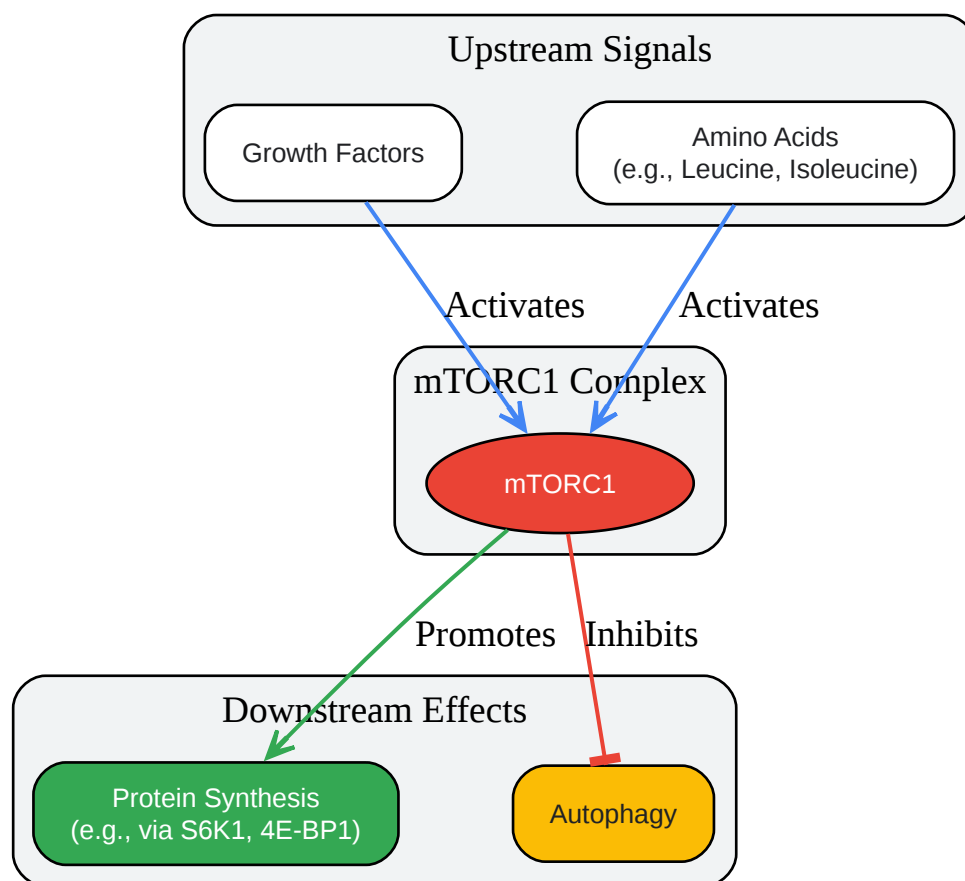 Upstream Signals
Growth Factors
Amino Acids
(e.g., Leucine, Isoleucine)
Activates
Activates
mTORC1 Complex
mTORC1
Promotes
Inhibits
Downstream Effects
Protein Synthesis
(e.g., via S6K1, 4E-BP1)
Autophagy